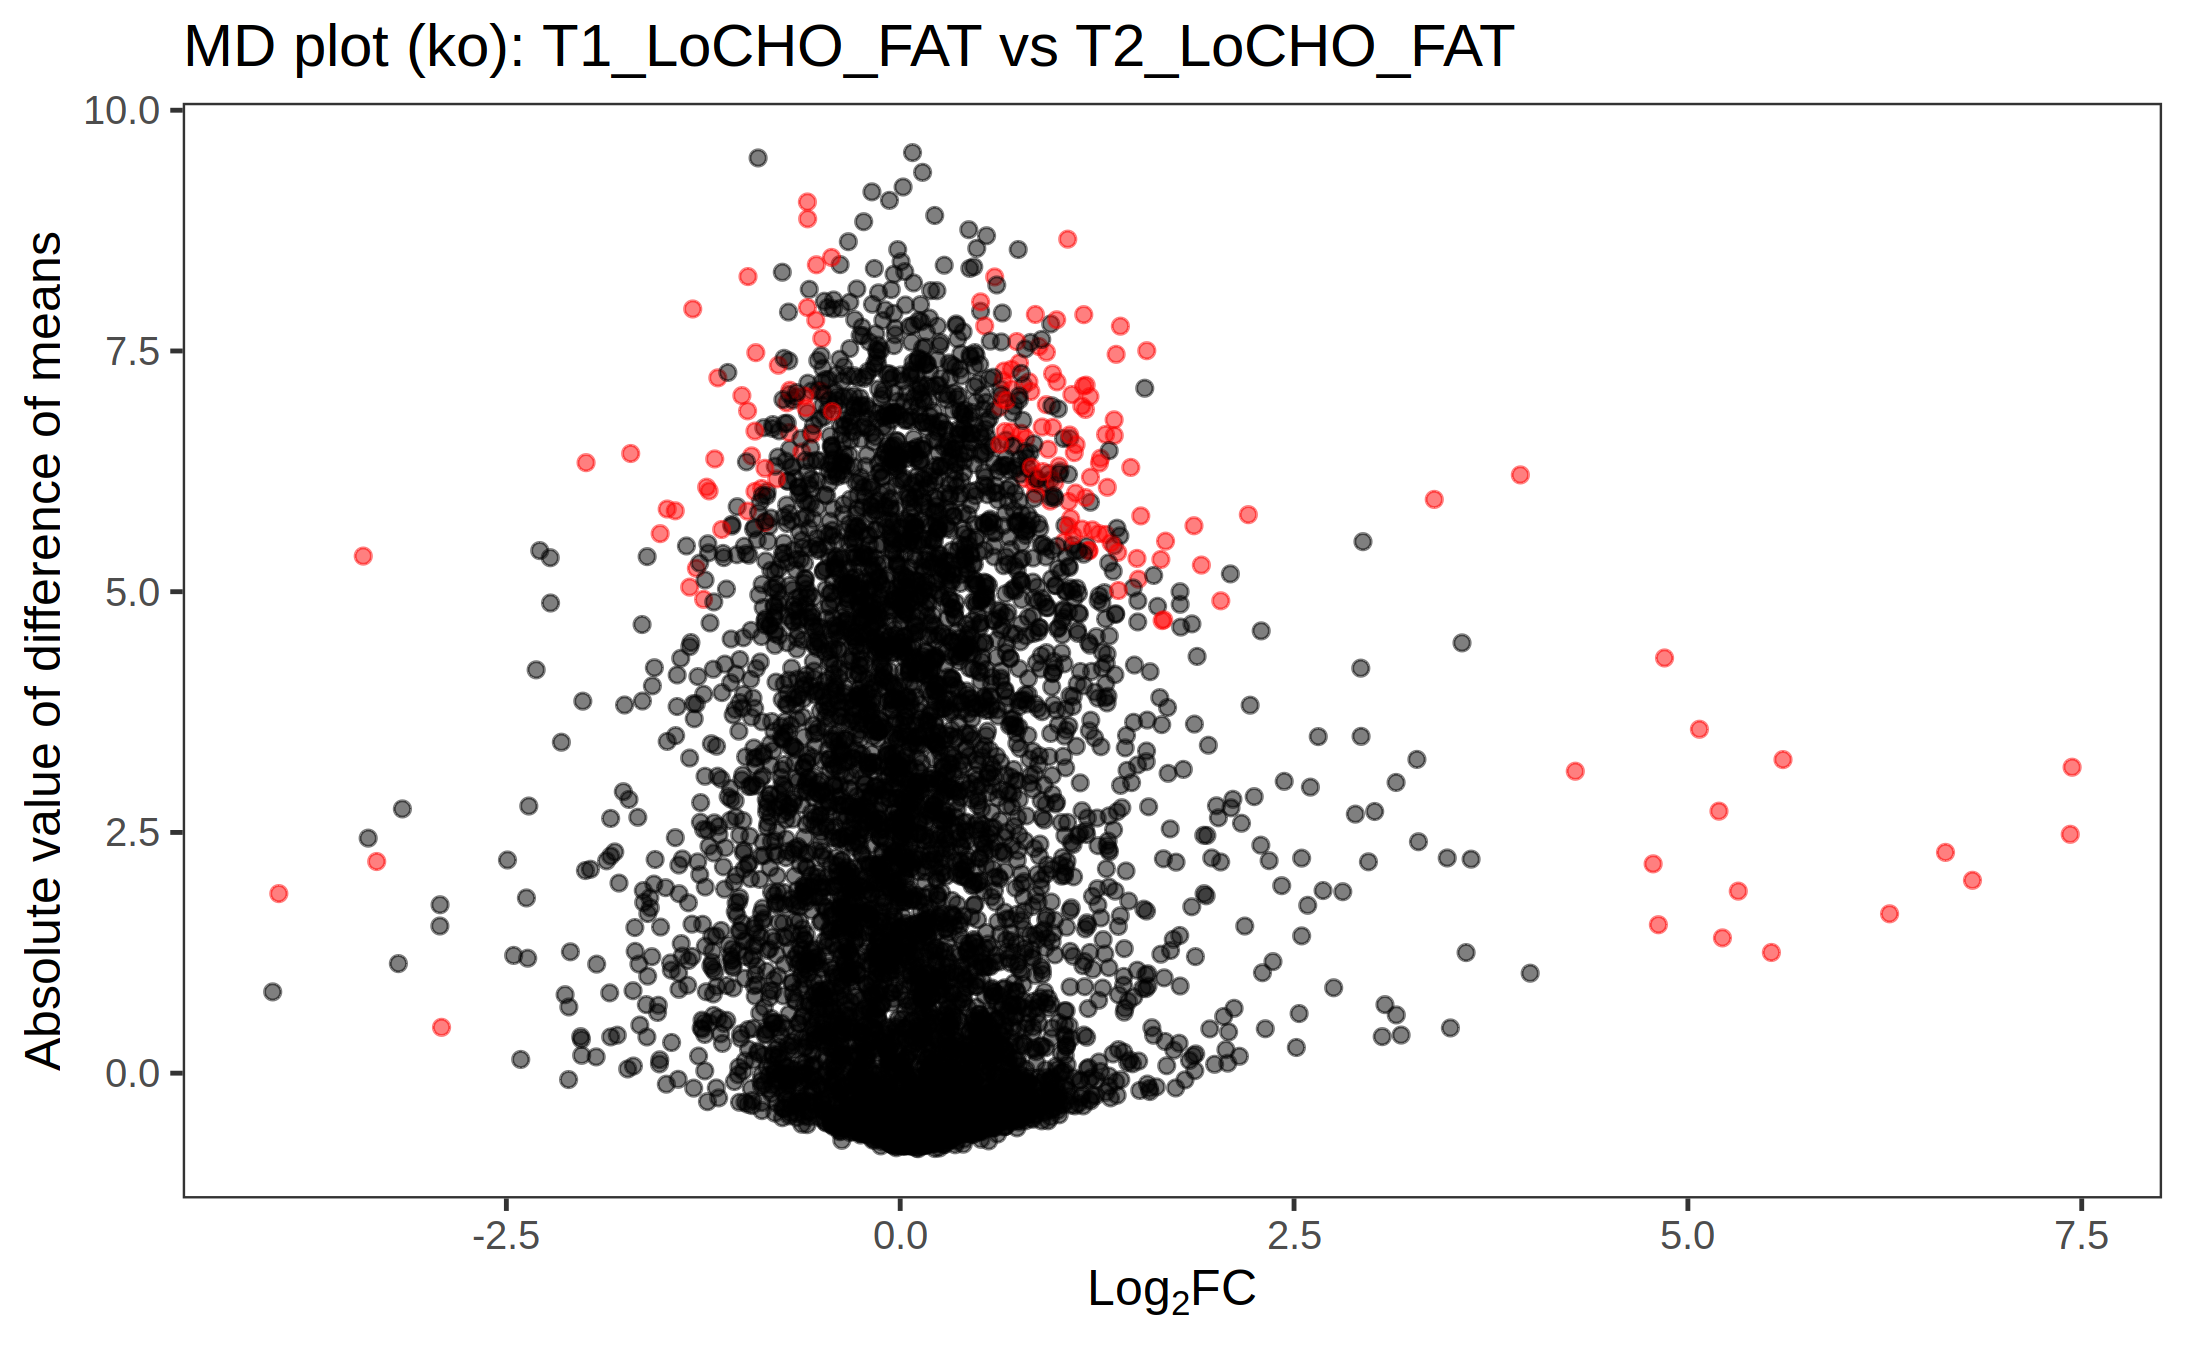 MD plot (ko): T1_LoCHO_FAT vs T2_LoCHO_FAT
Absolute value of difference of means
10.0
7.5
5.0
2.5
0.0
-2.5 0.0 2.5 5.0 7.5
Log₂FC